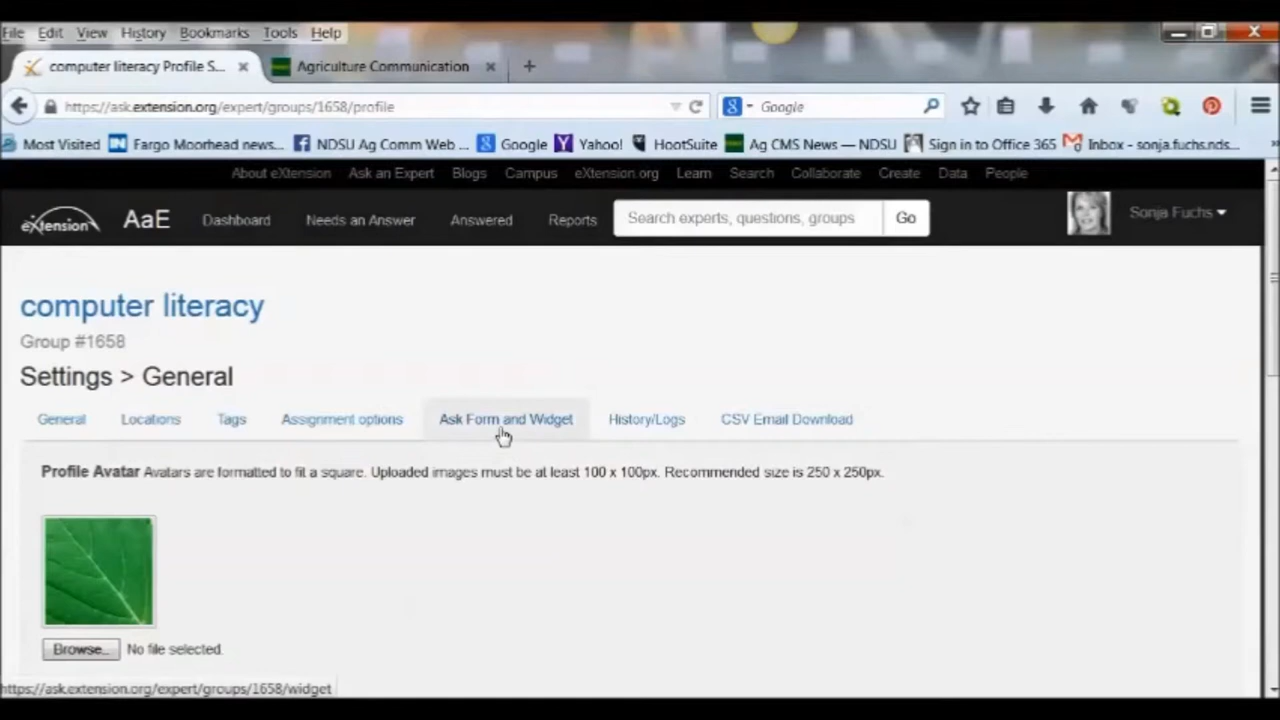 File Edit View History Bookmarks Tools Help
computer literacy Profile S... × Agriculture Communication × +
https://ask.extension.org/expert/groups/1658/profile Google
Most Visited Fargo Moorhead news... NDSU Ag Comm Web ... Google Yahoo! HootSuite Ag CMS News — NDSU Sign in to Office 365 Inbox - sonja.fuchs.nds...
About eXtension Ask an Expert Blogs Campus eXtension.org Learn Search Collaborate Create Data People
eXtension AaE Dashboard Needs an Answer Answered Reports Search experts, questions, groups Go Sonja Fuchs
computer literacy
Group #1658
Settings > General
General Locations Tags Assignment options Ask Form and Widget History/Logs CSV Email Download
Profile Avatar Avatars are formatted to fit a square. Uploaded images must be at least 100 x 100px. Recommended size is 250 x 250px.
Browse... No file selected.
https://ask.extension.org/expert/groups/1658/widget